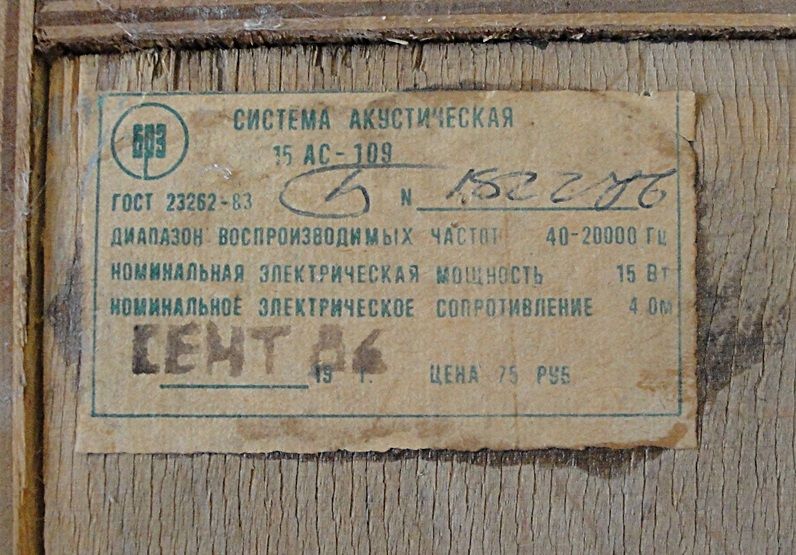 БРЗ
СИСТЕМА АКУСТИЧЕСКАЯ
15 АС-109
ГОСТ 23262-83 N
ДИАПАЗОН ВОСПРОИЗВОДИМЫХ ЧАСТОТ 40-20000 Гц
НОМИНАЛЬНАЯ ЭЛЕКТРИЧЕСКАЯ МОЩНОСТЬ 15 Вт
НОМИНАЛЬНОЕ ЭЛЕКТРИЧЕСКОЕ СОПРОТИВЛЕНИЕ 4 Ом
СЕНТ 86
19 г. ЦЕНА 75 РУБ